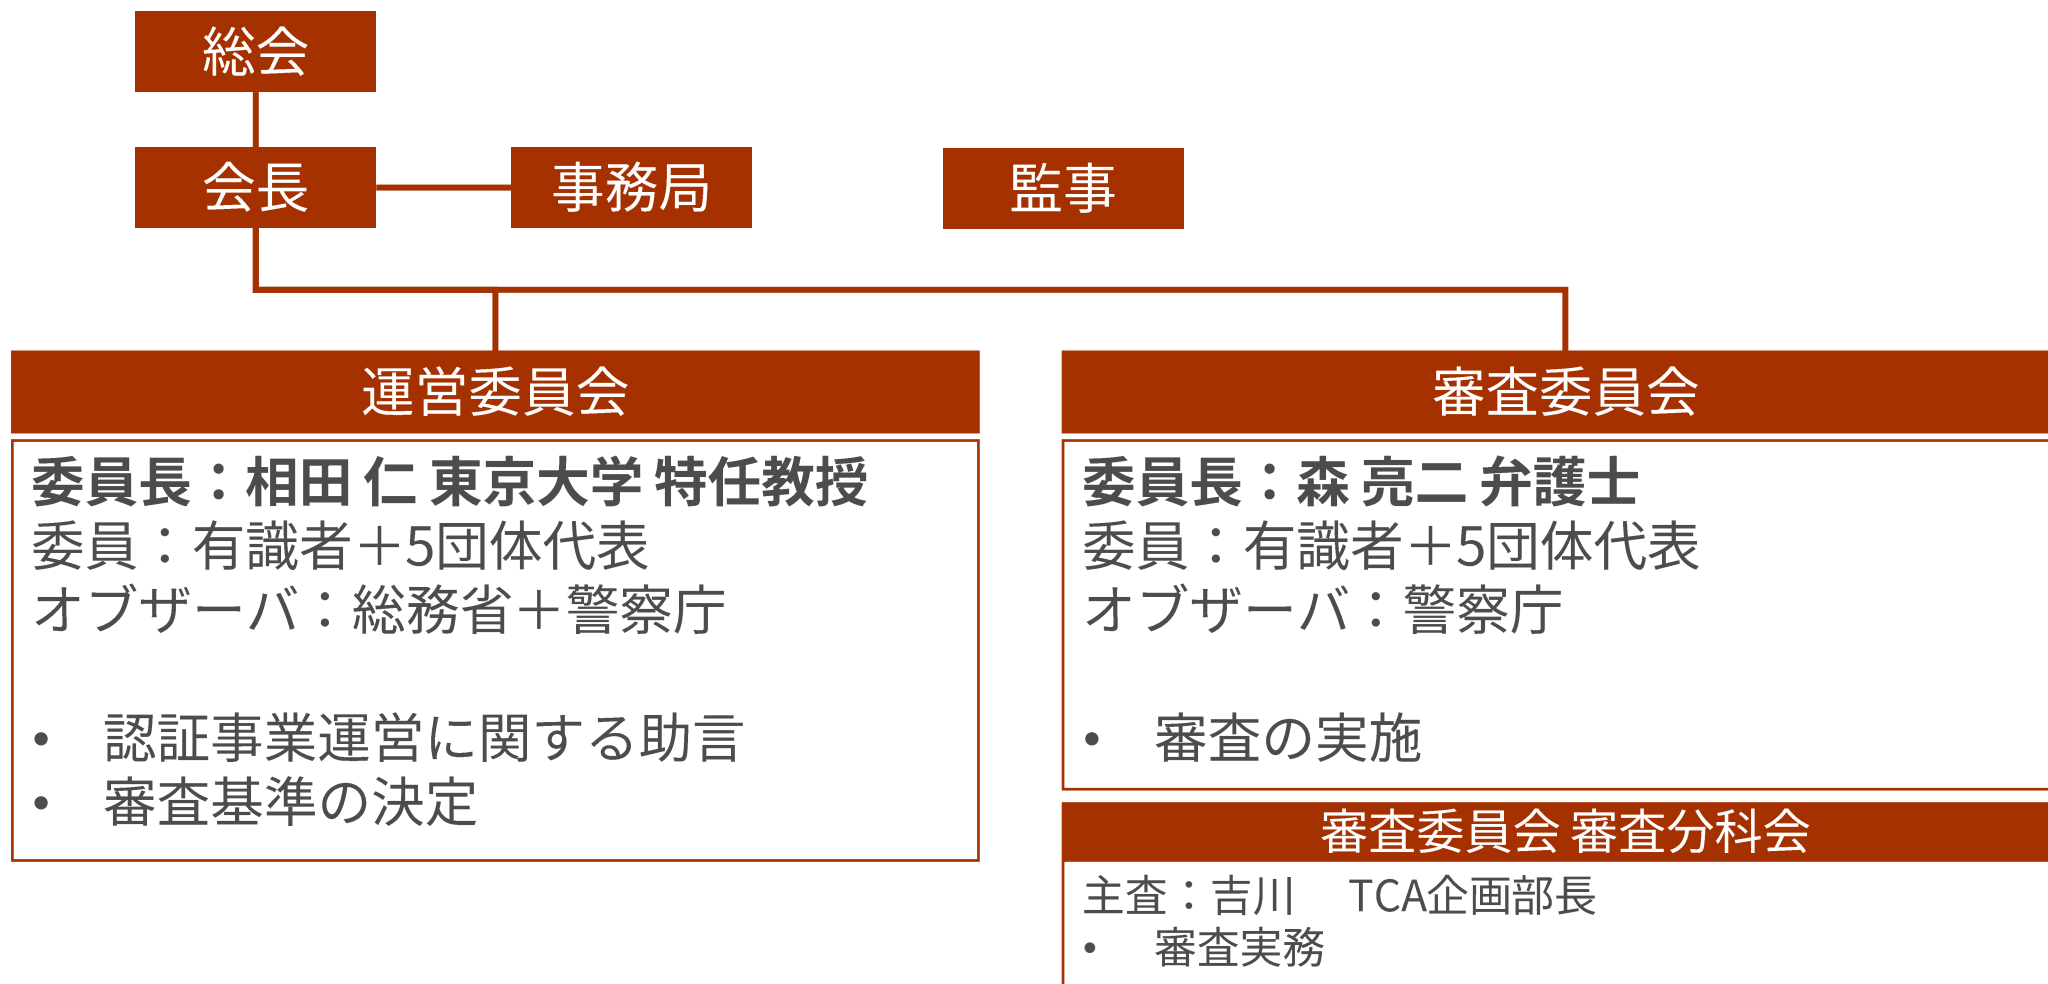 総会
会長
事務局
監事
運営委員会
委員長：相田 仁 東京大学 特任教授
委員：有識者＋5団体代表
オブザーバ：総務省＋警察庁
• 認証事業運営に関する助言
• 審査基準の決定
審査委員会
委員長：森 亮二 弁護士
委員：有識者＋5団体代表
オブザーバ：警察庁
• 審査の実施
審査委員会 審査分科会
主査：吉川　TCA企画部長
• 審査実務